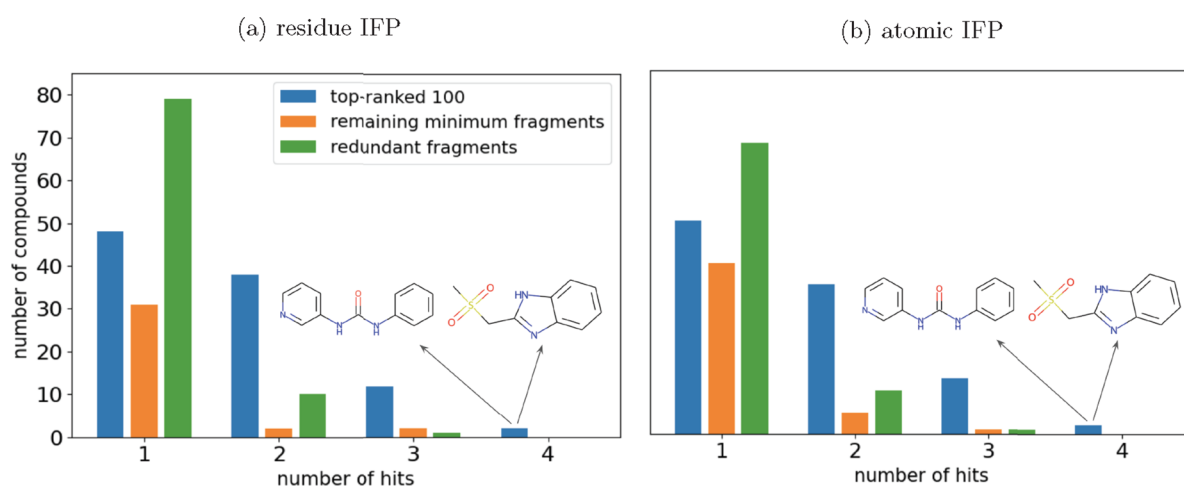 (a) residue IFP
(b) atomic IFP
number of compounds
80
70
60
50
40
30
20
10
0
top-ranked 100
remaining minimum fragments
redundant fragments
N
N
H
O
N
H
O
S
O
HN
N
N
N
H
O
N
H
O
S
O
HN
N
1
2
3
4
number of hits
1
2
3
4
number of hits